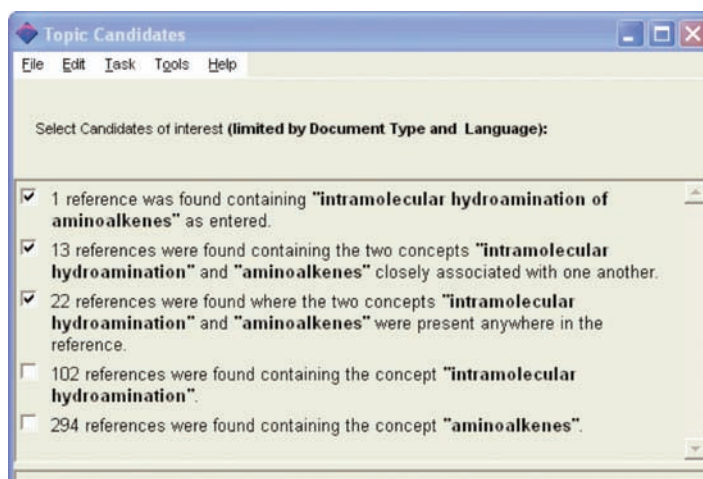 Topic Candidates
File Edit Task Tools Help
Select Candidates of interest (limited by Document Type and Language):
1 reference was found containing "intramolecular hydroamination of
aminoalkenes" as entered.
13 references were found containing the two concepts "intramolecular
hydroamination" and "aminoalkenes" closely associated with one another.
22 references were found where the two concepts "intramolecular
hydroamination" and "aminoalkenes" were present anywhere in the
reference.
102 references were found containing the concept "intramolecular
hydroamination".
294 references were found containing the concept "aminoalkenes".